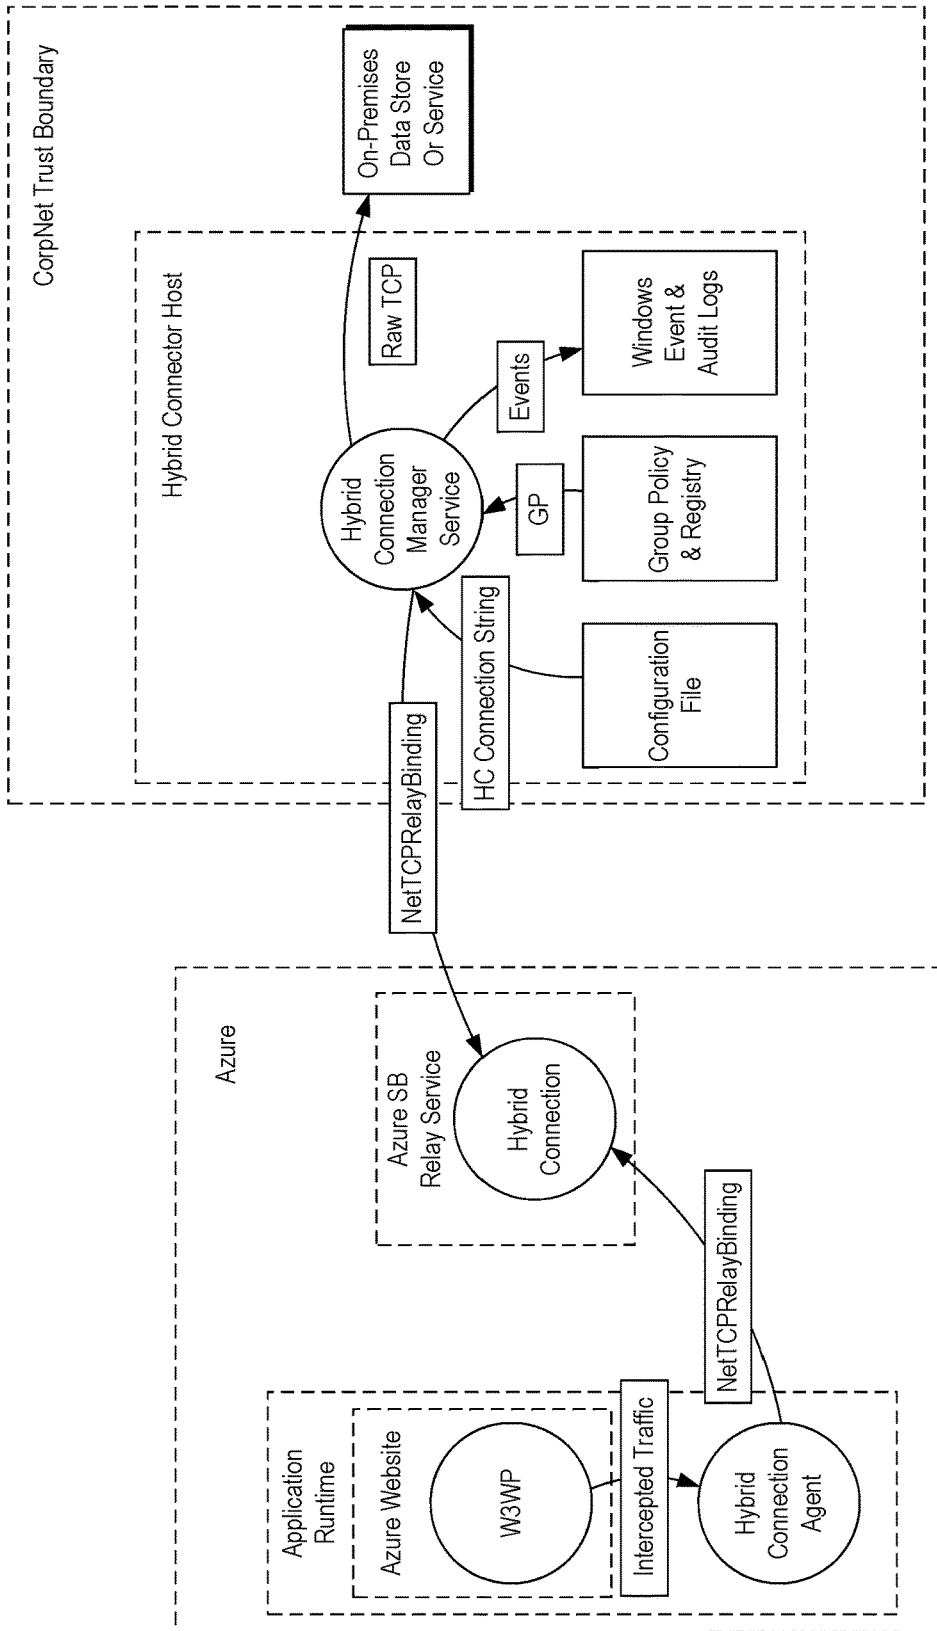 Azure
Application
Runtime
Azure Website
W3WP
Intercepted Traffic
Hybrid
Connection
Agent
NetTCPRelayBinding
Azure SB
Relay Service
Hybrid
Connection
NetTCPRelayBinding
CorpNet Trust Boundary
Hybrid Connector Host
Hybrid
Connection
Manager
Service
HC Connection String
Configuration
File
GP
Group Policy
& Registry
Events
Windows
Event &
Audit Logs
Raw TCP
On-Premises
Data Store
Or Service